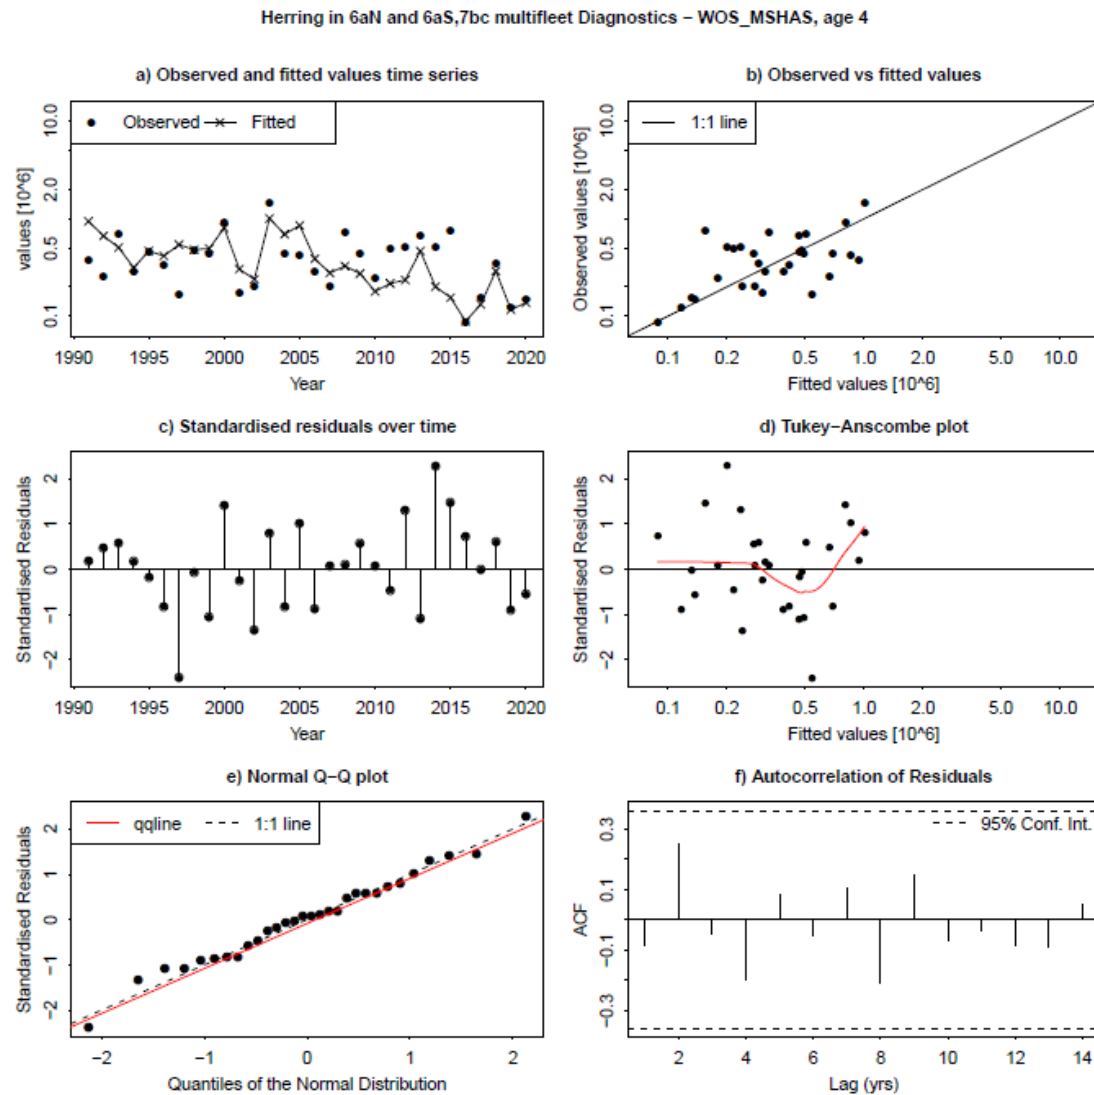 Herring in 6aN and 6aS,7bc multifleet Diagnostics − WOS_MSHAS, age 4
a) Observed and fitted values time series
values [10^6]
10.0
2.0
0.5
0.1
Observed
Fitted
1990 1995 2000 2005 2010 2015 2020
Year
b) Observed vs fitted values
Observed values [10^6]
10.0
2.0
0.5
0.1
1:1 line
0.1 0.2 0.5 1.0 2.0 5.0 10.0
Fitted values [10^6]
c) Standardised residuals over time
Standardised Residuals
2
1
0
−1
−2
1990 1995 2000 2005 2010 2015 2020
Year
d) Tukey−Anscombe plot
Standardised Residuals
2
1
0
−1
−2
0.1 0.2 0.5 1.0 2.0 5.0 10.0
Fitted values [10^6]
e) Normal Q−Q plot
Standardised Residuals
2
1
0
−1
−2
qqline
1:1 line
−2 −1 0 1 2
Quantiles of the Normal Distribution
f) Autocorrelation of Residuals
ACF
0.3
0.1
−0.1
−0.3
95% Conf. Int.
2 4 6 8 10 12 14
Lag (yrs)